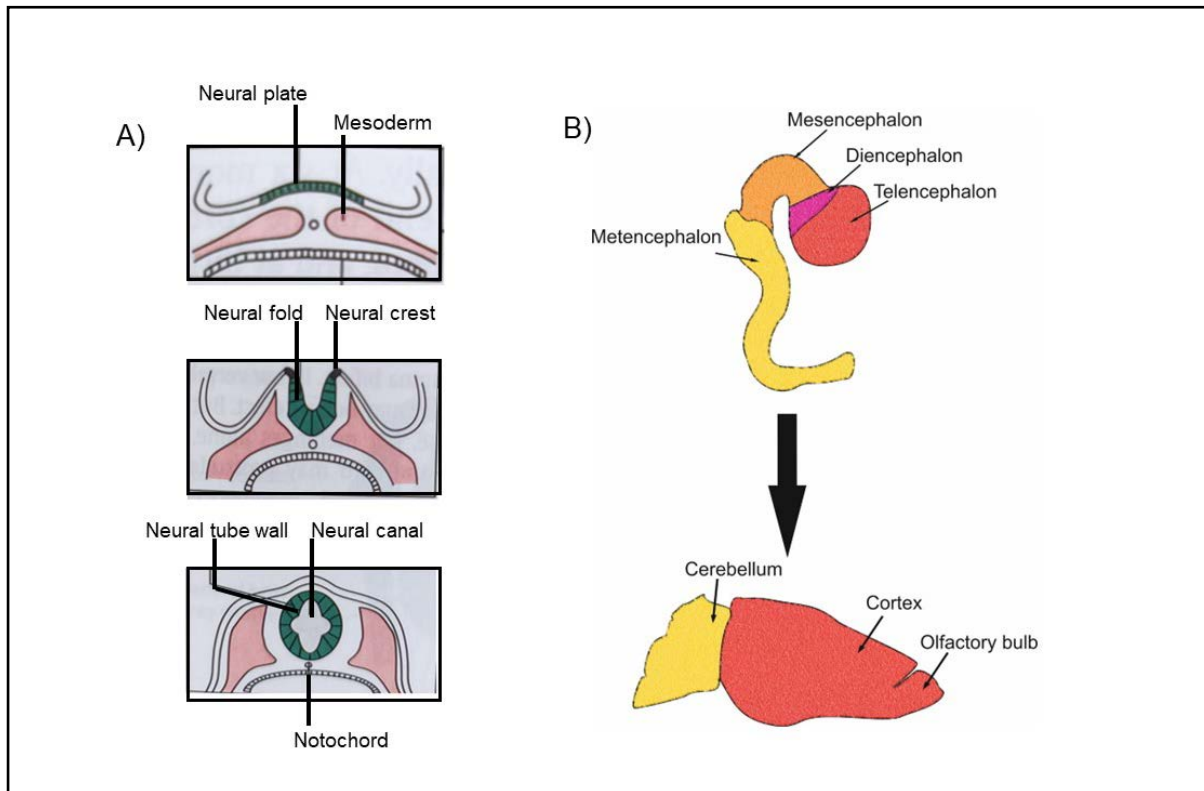 A)
Neural plate
Mesoderm
Neural fold
Neural crest
Neural tube wall
Neural canal
Notochord
B)
Mesencephalon
Diencephalon
Telencephalon
Metencephalon
Cerebellum
Cortex
Olfactory bulb